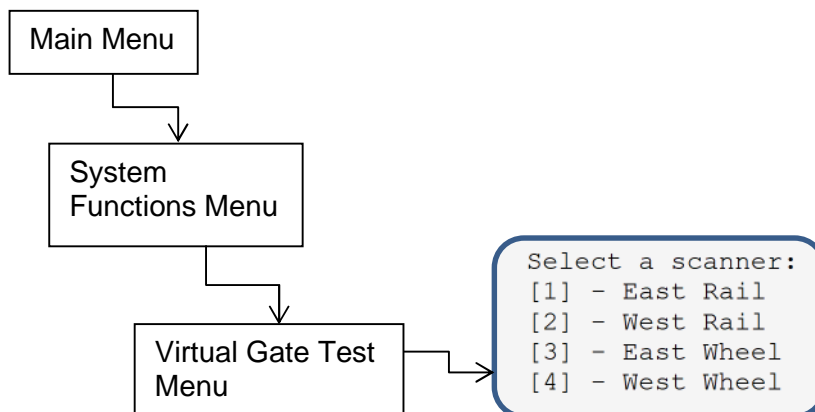 Main Menu
System
Functions Menu
Virtual Gate Test
Menu
Select a scanner:
[1] – East Rail
[2] – West Rail
[3] – East Wheel
[4] – West Wheel